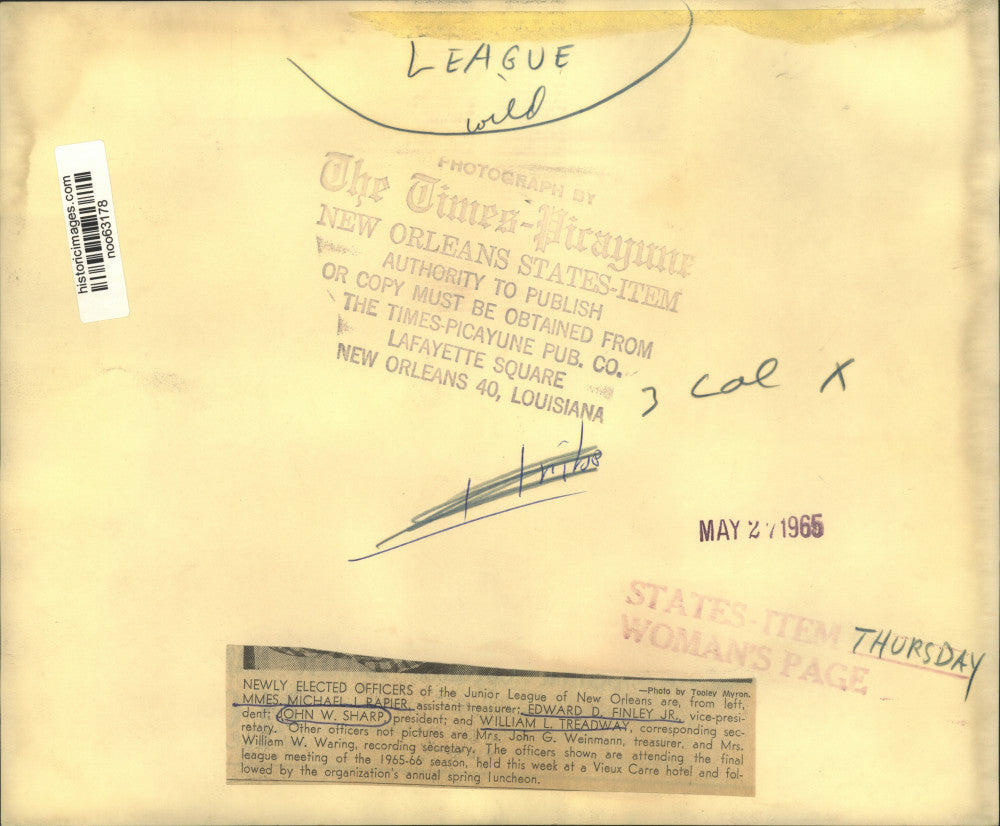 LEAGUE
wild
historicimages.com
noo63178
PHOTOGRAPH BY
The Times-Picayune
NEW ORLEANS STATES-ITEM
AUTHORITY TO PUBLISH
OR COPY MUST BE OBTAINED FROM
THE TIMES-PICAYUNE PUB. CO.
LAFAYETTE SQUARE
NEW ORLEANS 40, LOUISIANA
3 Col X
MAY 27 1965
STATES-ITEM
WOMAN'S PAGE
THURSDAY
—Photo by Tooley Myron.
NEWLY ELECTED OFFICERS of the Junior League of New Orleans are, from left,
MMES. MICHAEL J. RAPIER, assistant treasurer; EDWARD D. FINLEY JR., vice-presi-
dent; JOHN W. SHARP, president; and WILLIAM L. TREADWAY, corresponding sec-
retary. Other officers not pictures are Mrs. John G. Weinmann, treasurer, and Mrs.
William W. Waring, recording secretary. The officers shown are attending the final
league meeting of the 1965-66 season, held this week at a Vieux Carre hotel and fol-
lowed by the organization's annual spring luncheon.